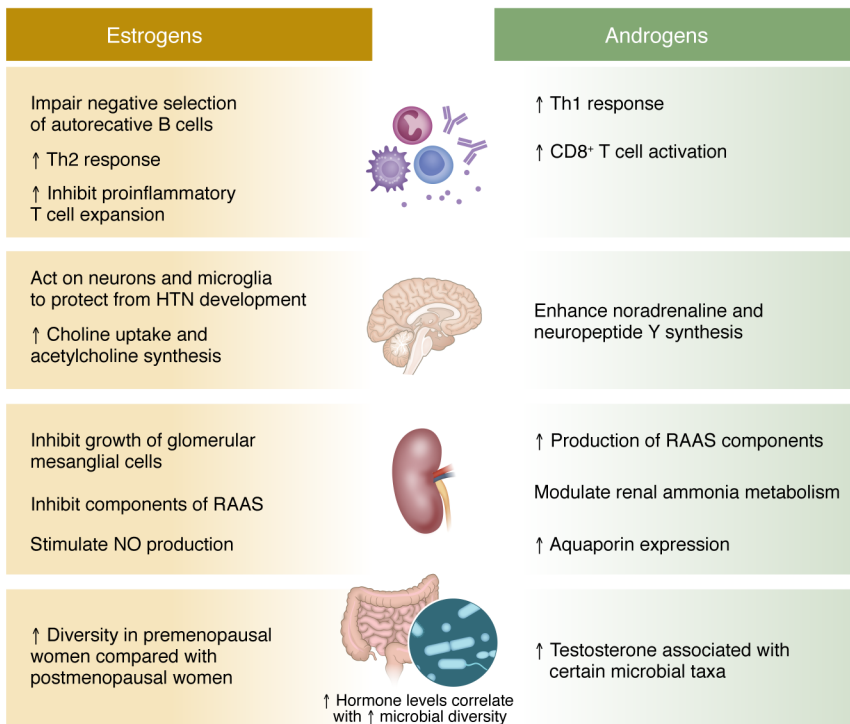 Estrogens
Androgens
Impair negative selection
of autorecative B cells
↑ Th2 response
↑ Inhibit proinflammatory
T cell expansion
↑ Th1 response
↑ CD8⁺ T cell activation
Act on neurons and microglia
to protect from HTN development
↑ Choline uptake and
acetylcholine synthesis
Enhance noradrenaline and
neuropeptide Y synthesis
Inhibit growth of glomerular
mesanglial cells
Inhibit components of RAAS
Stimulate NO production
↑ Production of RAAS components
Modulate renal ammonia metabolism
↑ Aquaporin expression
↑ Diversity in premenopausal
women compared with
postmenopausal women
↑ Hormone levels correlate
with ↑ microbial diversity
↑ Testosterone associated with
certain microbial taxa